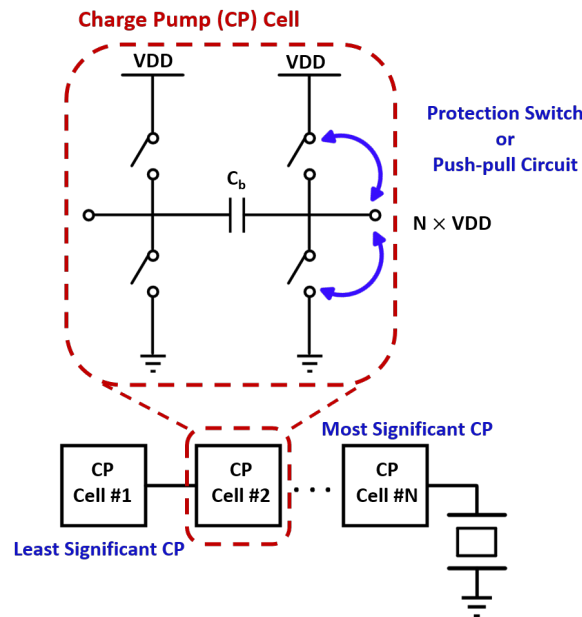 Charge Pump (CP) Cell
VDD
VDD
Protection Switch
or
Push-pull Circuit
C_b
N × VDD
Most Significant CP
CP
Cell #1
CP
Cell #2
. . .
CP
Cell #N
Least Significant CP